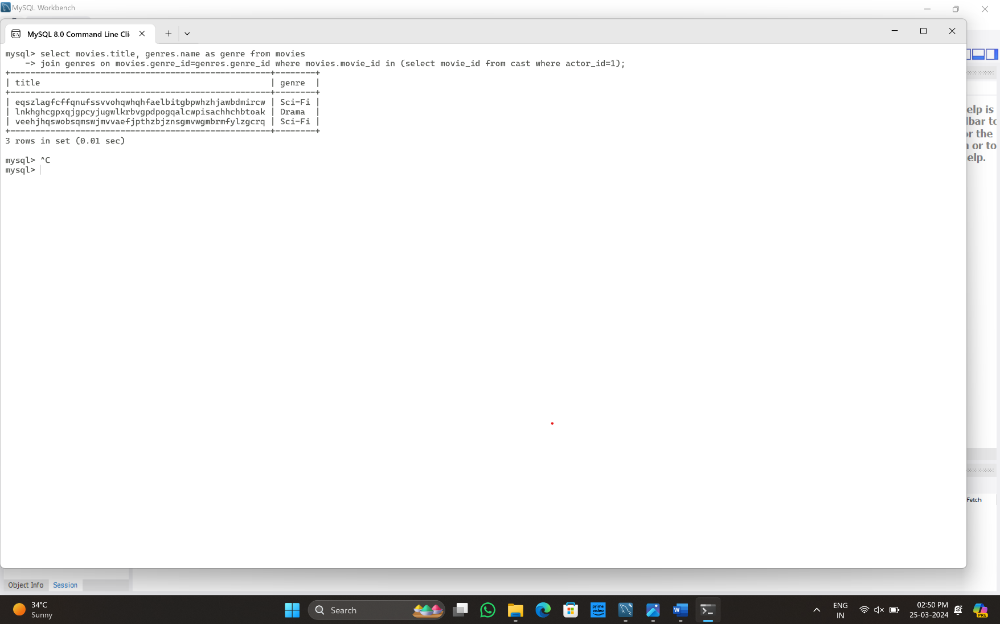 MySQL Workbench
MySQL 8.0 Command Line Cli
mysql> select movies.title, genres.name as genre from movies
    -> join genres on movies.genre_id=genres.genre_id where movies.movie_id in (select movie_id from cast where actor_id=1);
+----------------------------------------------------+--------+
| title                                              | genre  |
+----------------------------------------------------+--------+
| eqszlagfcffqnufssvvohqwhqhfaelbitgbpwhzhjawbdmircw | Sci-Fi |
| lnkhghcgpxqjgpcyjugwlkrbvgpdpogqalcwpisachhchbtoak | Drama  |
| veehjhqswobsqmswjmvvaefjpthzbjznsgmvwgmbrmfylzgcrq | Sci-Fi |
+----------------------------------------------------+--------+
3 rows in set (0.01 sec)
mysql> ^C
mysql>
elp is
lbar to
or the
or to
elp.
Fetch
Object Info Session
34°C
Sunny
Search
prime video
W
ENG
IN
02:50 PM
25-03-2024
PRE